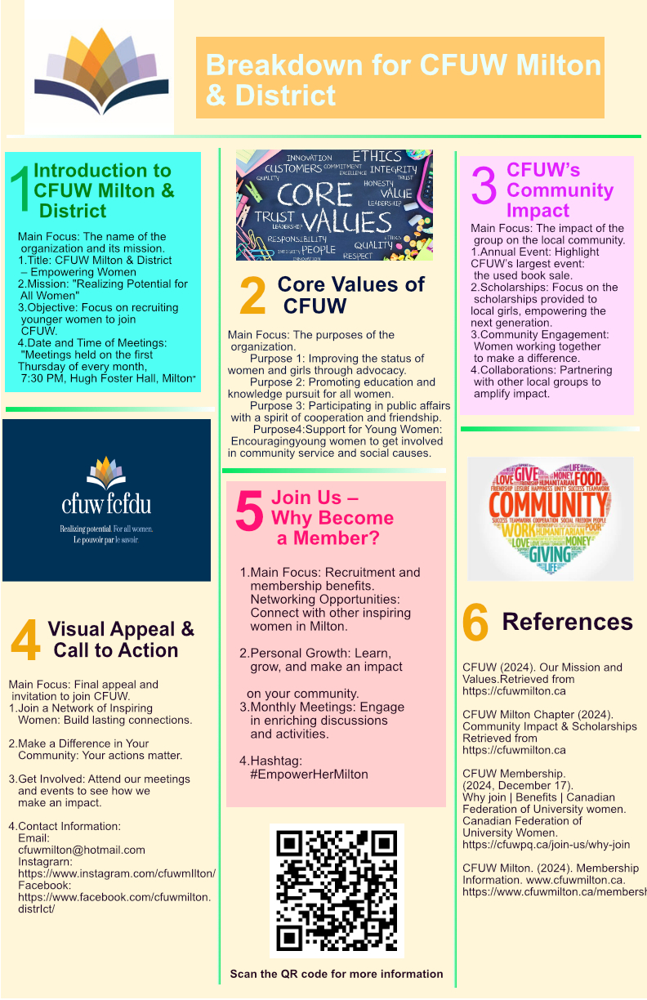 Breakdown for CFUW Milton
& District
1
Introduction to
CFUW Milton &
District
Main Focus: The name of the
organization and its mission.
1.Title: CFUW Milton & District
– Empowering Women
2.Mission: "Realizing Potential for
All Women"
3.Objective: Focus on recruiting
younger women to join
CFUW.
4.Date and Time of Meetings:
"Meetings held on the first
Thursday of every month,
7:30 PM, Hugh Foster Hall, Milton"
INNOVATION
ETHICS
CUSTOMERS
COMMITMENT
EXCELLENCE
INTEGRITY
QUALITY
TRUST
HONESTY
CORE
VALUE
LEADERSHIP
TRUST
VALUES
LEADERSHIP
RESPONSIBILITY
ETHICS
INTEGRITY
PEOPLE
QUALITY
INNOVATION
RESPECT
2
Core Values of
CFUW
Main Focus: The purposes of the
organization.
Purpose 1: Improving the status of
women and girls through advocacy.
Purpose 2: Promoting education and
knowledge pursuit for all women.
Purpose 3: Participating in public affairs
with a spirit of cooperation and friendship.
Purpose4:Support for Young Women:
Encouragingyoung women to get involved
in community service and social causes.
3
CFUW's
Community
Impact
Main Focus: The impact of the
group on the local community.
1.Annual Event: Highlight
CFUW's largest event:
the used book sale.
2.Scholarships: Focus on the
scholarships provided to
local girls, empowering the
next generation.
3.Community Engagement:
Women working together
to make a difference.
4.Collaborations: Partnering
with other local groups to
amplify impact.
cfuw fcfdu
Realizing potential. For all women.
Le pouvoir par le savoir.
4
Visual Appeal &
Call to Action
Main Focus: Final appeal and
invitation to join CFUW.
1.Join a Network of Inspiring
Women: Build lasting connections.
2.Make a Difference in Your
Community: Your actions matter.
3.Get Involved: Attend our meetings
and events to see how we
make an impact.
4.Contact Information:
Email:
cfuwmilton@hotmail.com
Instagrarn:
https://www.instagram.com/cfuwmIlton/
Facebook:
https://www.facebook.com/cfuwmilton.
distrIct/
5
Join Us –
Why Become
a Member?
1.Main Focus: Recruitment and
membership benefits.
Networking Opportunities:
Connect with other inspiring
women in Milton.
2.Personal Growth: Learn,
grow, and make an impact
on your community.
3.Monthly Meetings: Engage
in enriching discussions
and activities.
4.Hashtag:
#EmpowerHerMilton
Scan the QR code for more information
LIFE
LOVE GIVE MONEY FOOD
FRIENDSHIP HUMANITARIAN
FRIENDSHIP LEISURE HAPPINESS UNITY SUCCESS TEAMWORK
COMMUNITY
SUCCESS TEAMWORK COOPERATION SOCIAL FREEDOM PEOPLE
WORK HUMANITARIAN POOR
LOVE LOVE MONEY
GIVING
LIFE
6
References
CFUW (2024). Our Mission and
Values.Retrieved from
https://cfuwmilton.ca
CFUW Milton Chapter (2024).
Community Impact & Scholarships
Retrieved from
https://cfuwmilton.ca
CFUW Membership.
(2024, December 17).
Why join | Benefits | Canadian
Federation of University women.
Canadian Federation of
University Women.
https://cfuwpq.ca/join-us/why-join
CFUW Milton. (2024). Membership
Information. www.cfuwmilton.ca.
https://www.cfuwmilton.ca/membersh